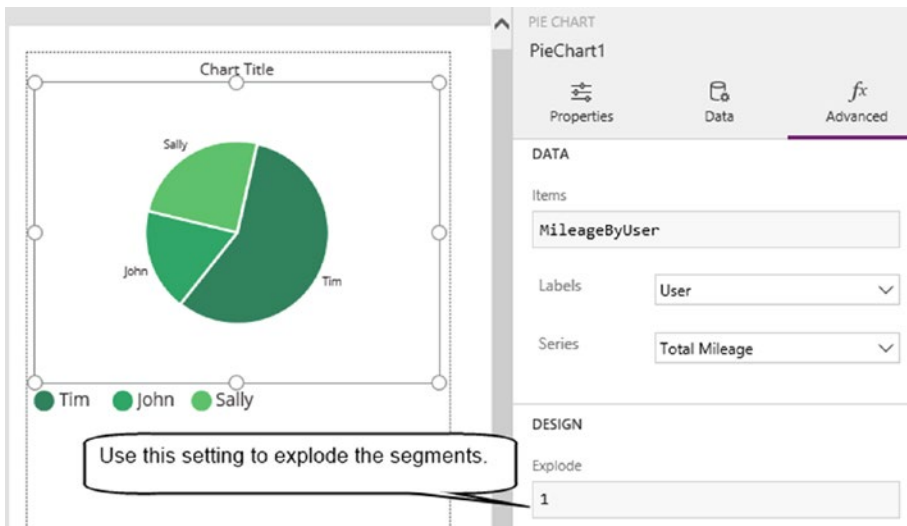 PIE CHART
PieChart1
Chart Title
Properties
Data
fx
Advanced
Sally
John
Tim
DATA
Items
MileageByUser
Labels
User
Series
Total Mileage
Tim John Sally
DESIGN
Use this setting to explode the segments.
Explode
1